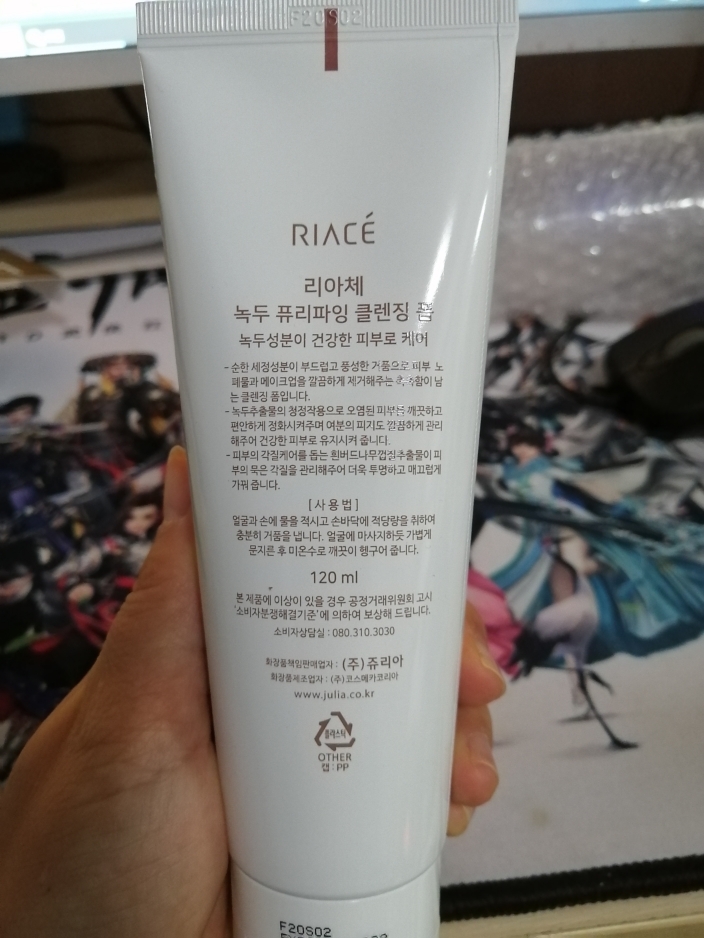 F20S02
RIACÉ
리아체
녹두 퓨리파잉 클렌징 폼
녹두성분이 건강한 피부로 케어
- 순한 세정성분이 부드럽고 풍성한 거품으로 피부 노
폐물과 메이크업을 깔끔하게 제거해주는 촉촉함이 남
는 클렌징 폼입니다.
- 녹두추출물의 청정작용으로 오염된 피부를 깨끗하고
편안하게 정화시켜주며 여분의 피기도 깔끔하게 관리
해주어 건강한 피부로 유지시켜 줍니다.
- 피부의 각질케어를 돕는 흰버드나무껍질추출물이 피
부의 묵은 각질을 관리해주어 더욱 투명하고 매끄럽게
가꿔 줍니다.
[ 사 용 법 ]
얼굴과 손에 물을 적시고 손바닥에 적당량을 취하여
충분히 거품을 냅니다. 얼굴에 마사지하듯 가볍게
문지른 후 미온수로 깨끗이 헹구어 줍니다.
120 ml
본 제품에 이상이 있을 경우 공정거래위원회 고시
'소비자분쟁해결기준'에 의하여 보상해 드립니다.
소비자상담실 : 080.310.3030
화장품책임판매업자 : (주)쥬리아
화장품제조업자 : (주)코스메카코리아
www.julia.co.kr
플라스틱
OTHER
캡 : PP
F20S02